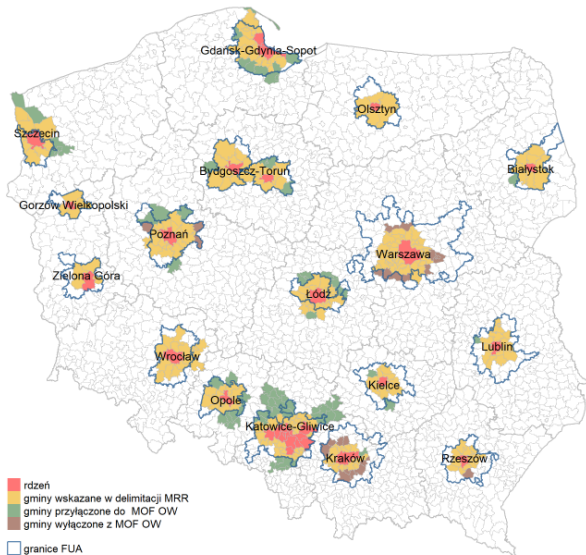 Gdańsk-Gdynia-Sopot
Olsztyn
Szczecin
Białystok
Bydgoszcz-Toruń
Gorzów Wielkopolski
Poznań
Warszawa
Zielona Góra
Łódź
Lublin
Wrocław
Kielce
Opole
Katowice-Gliwice
Kraków
Rzeszów
rdzeń
gminy wskazane w delimitacji MRR
gminy przyłączone do MOF OW
gminy wyłączone z MOF OW
granice FUA